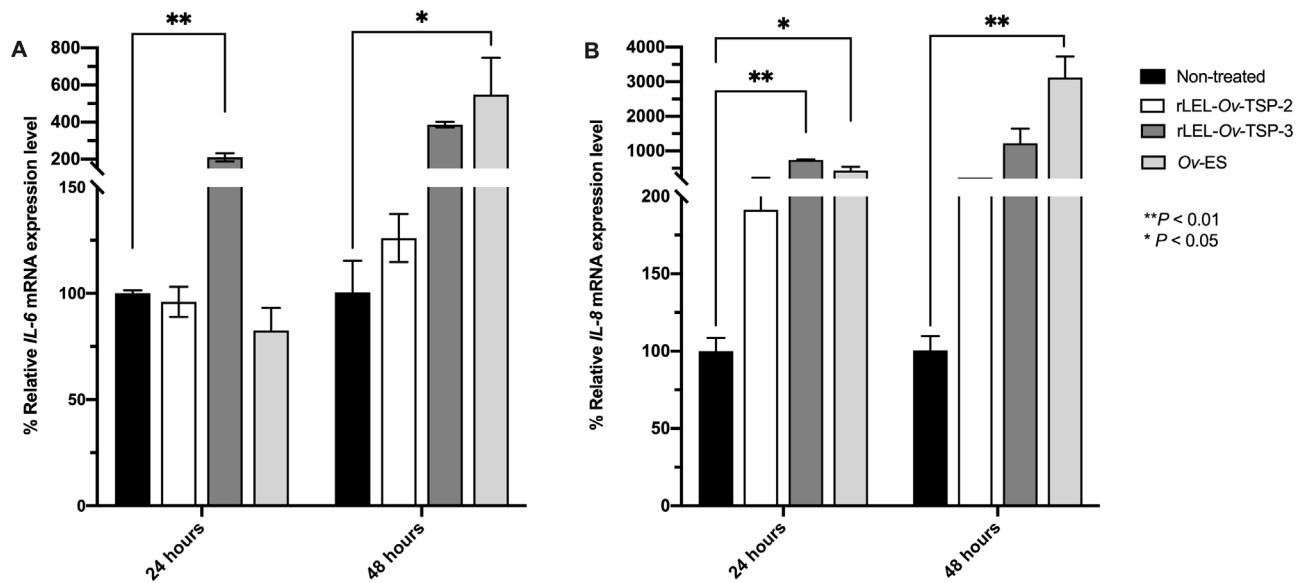 A
% Relative IL-6 mRNA expression level
800
600
400
200
150
100
50
0
**
*
24 hours
48 hours
B
% Relative IL-8 mRNA expression level
4000
3000
2000
1000
200
150
100
50
0
*
**
**
24 hours
48 hours
Non-treated
rLEL-Ov-TSP-2
rLEL-Ov-TSP-3
Ov-ES
**P < 0.01
* P < 0.05